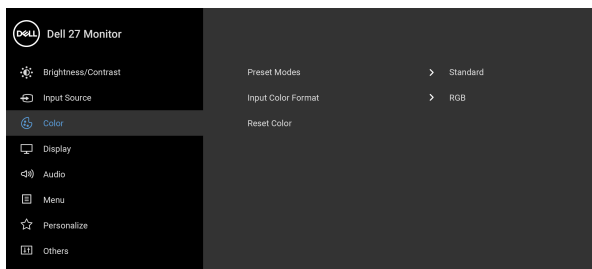 DELL Dell 27 Monitor
Brightness/Contrast
Input Source
Color
Display
Audio
Menu
Personalize
Others
Preset Modes > Standard
Input Color Format > RGB
Reset Color